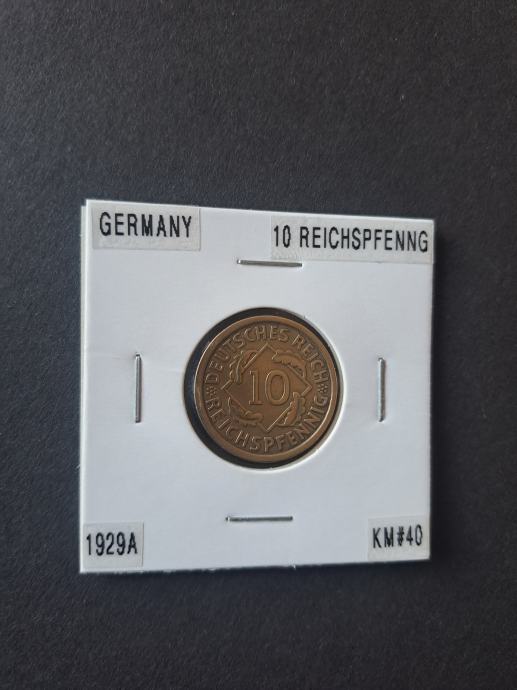 GERMANY
10 REICHSPFENNG
DEUTSCHES REICH
10
REICHSPFENNIG
1929A
KM#40